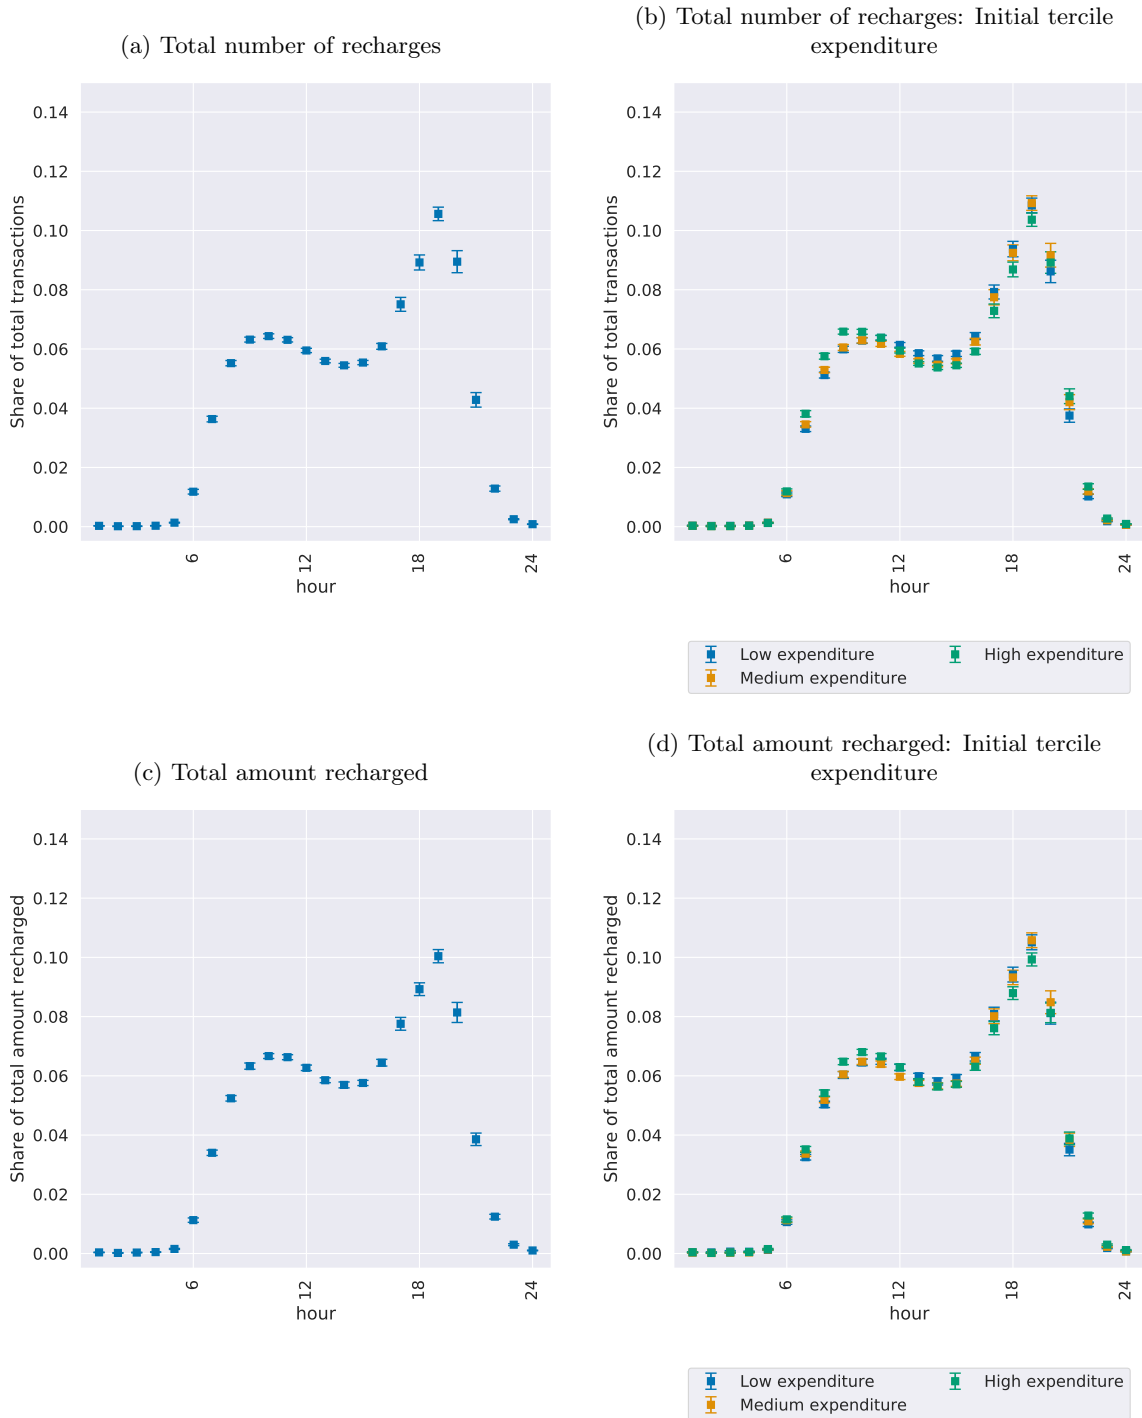 (a) Total number of recharges
0.14
0.12
0.10
0.08
0.06
0.04
0.02
0.00
Share of total transactions
6
12
18
24
hour
(b) Total number of recharges: Initial tercile
expenditure
0.14
0.12
0.10
0.08
0.06
0.04
0.02
0.00
Share of total transactions
6
12
18
24
hour
Low expenditure
Medium expenditure
High expenditure
(c) Total amount recharged
0.14
0.12
0.10
0.08
0.06
0.04
0.02
0.00
Share of total amount recharged
6
12
18
24
hour
(d) Total amount recharged: Initial tercile
expenditure
0.14
0.12
0.10
0.08
0.06
0.04
0.02
0.00
Share of total amount recharged
6
12
18
24
hour
Low expenditure
Medium expenditure
High expenditure